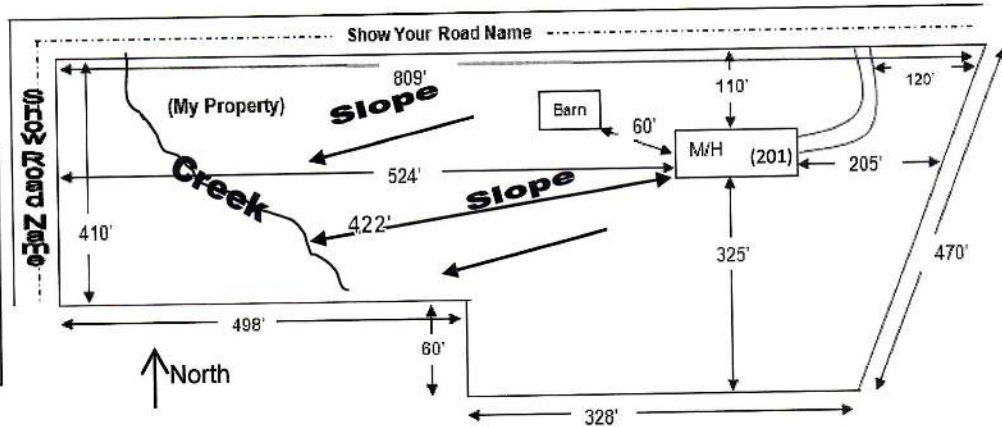 Show Your Road Name
Show Road Name
809'
110'
120'
(My Property)
Slope
Barn
60'
M/H
(201)
205'
524'
Slope
Creek
422'
410'
325'
470'
498'
60'
North
328'